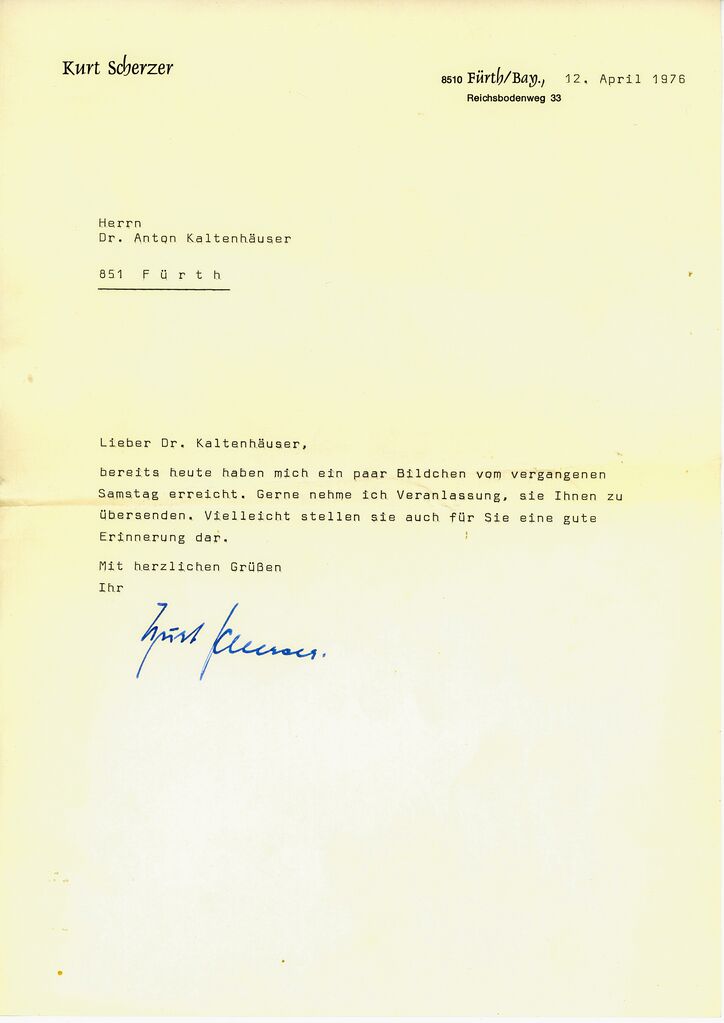 Kurt Scherzer
8510 Fürth/Bay., 12. April 1976
Reichsbodenweg 33
Herrn
Dr. Anton Kaltenhäuser
851 F ü r t h
Lieber Dr. Kaltenhäuser,
bereits heute haben mich ein paar Bildchen vom vergangenen
Samstag erreicht. Gerne nehme ich Veranlassung, sie Ihnen zu
übersenden. Vielleicht stellen sie auch für Sie eine gute
Erinnerung dar.
Mit herzlichen Grüßen
Ihr
Kurt Scherzer.